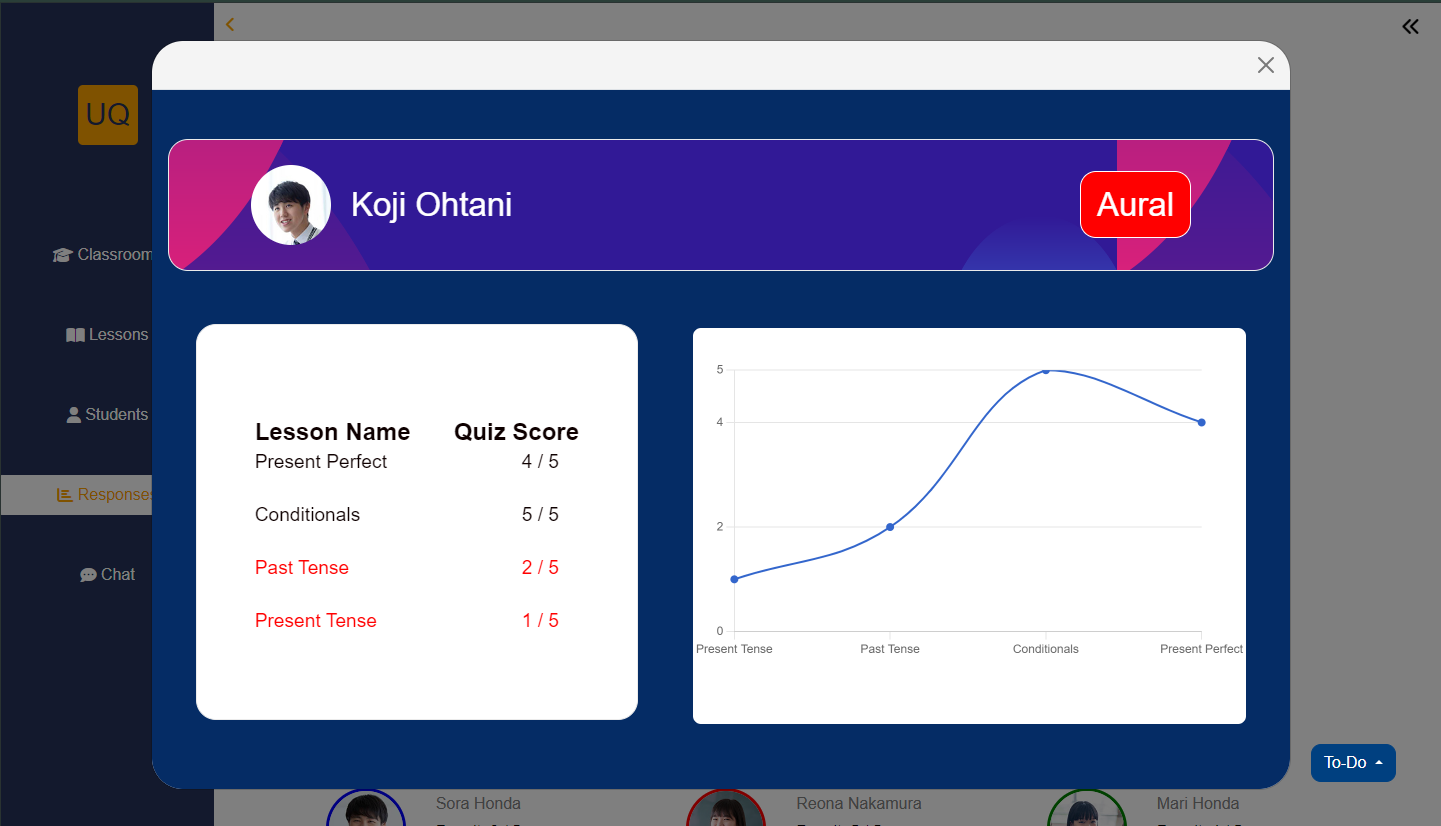 UQ
Classroom
Lessons
Students
Responses
Chat
Koji Ohtani
Aural
Lesson Name Quiz Score
Present Perfect 4 / 5
Conditionals 5 / 5
Past Tense 2 / 5
Present Tense 1 / 5
5
4
2
0
Present Tense Past Tense Conditionals Present Perfect
To-Do
Sora Honda Reona Nakamura Mari Honda